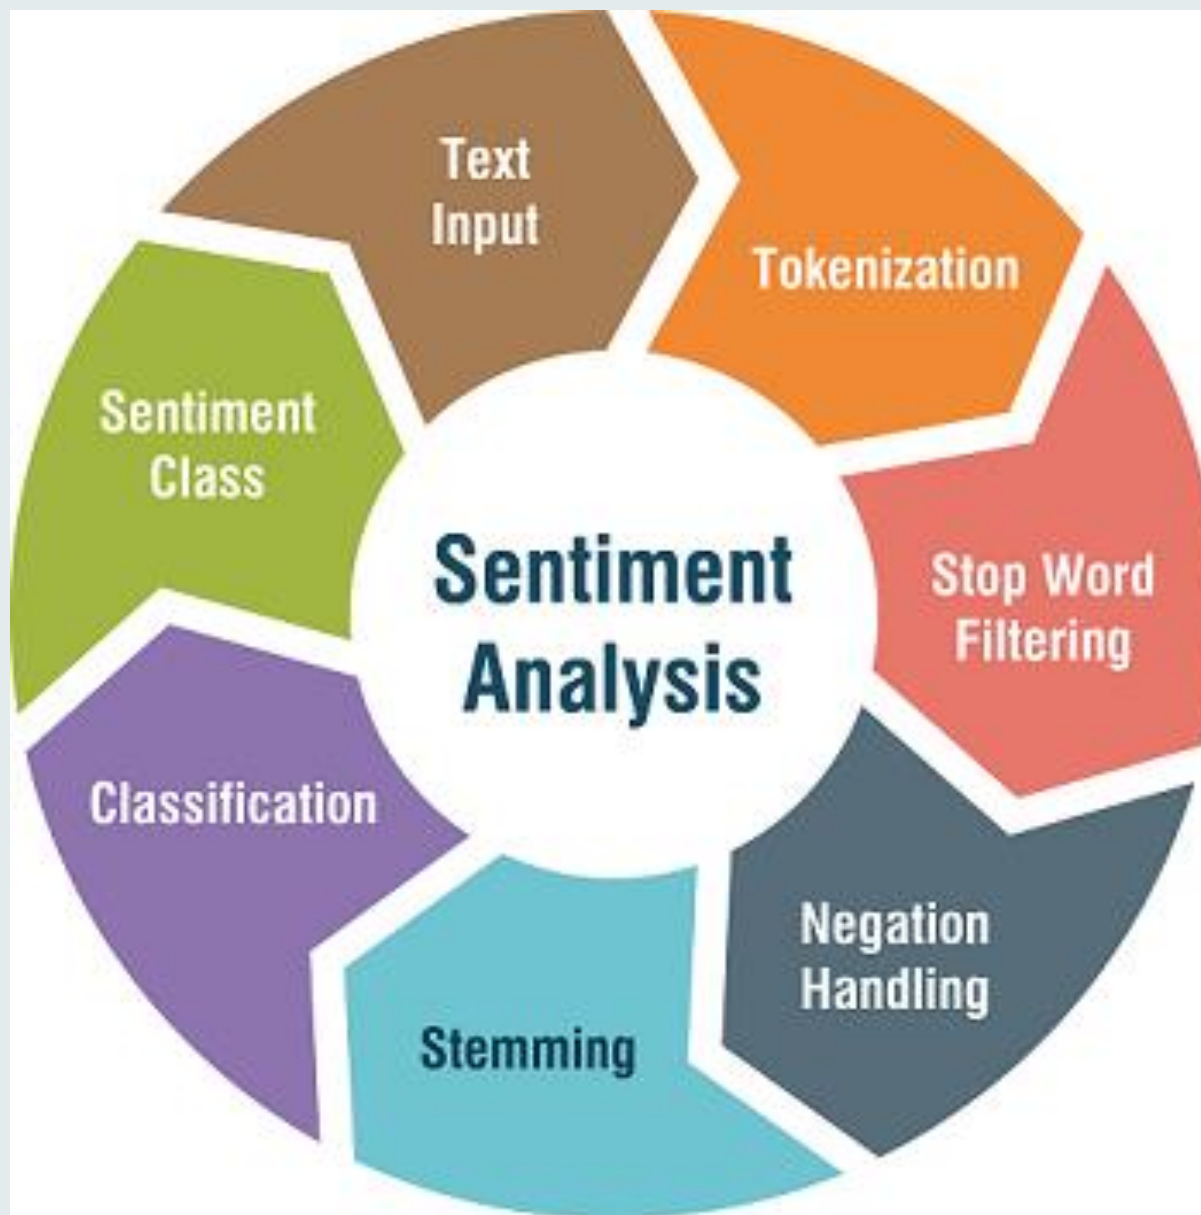 Text
Input
Tokenization
Stop Word
Filtering
Negation
Handling
Stemming
Classification
Sentiment
Class
Sentiment
Analysis